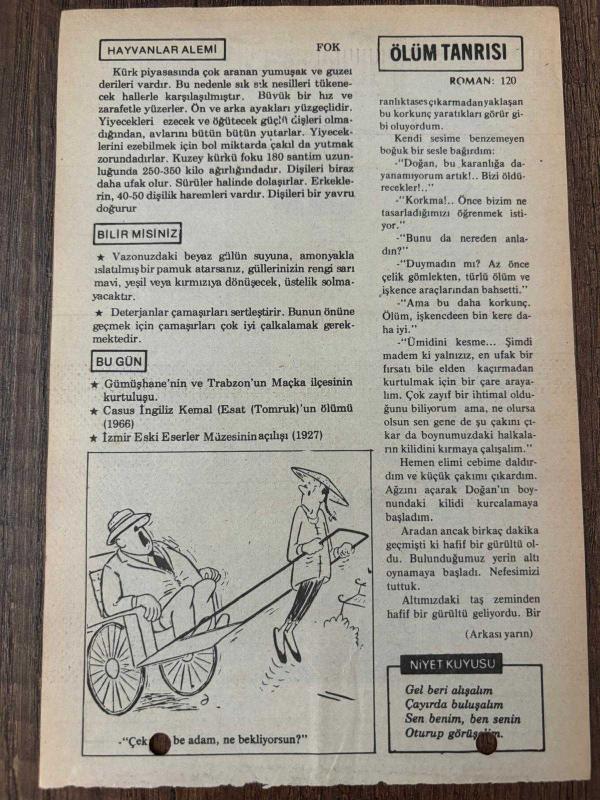 HAYVANLAR ALEMİ
FOK
Kürk piyasasında çok aranan yumuşak ve güzel
derileri vardır. Bu nedenle sık sık nesilleri tükene-
cek hallerle karşılaşılmıştır. Büyük bir hız ve
zarafetle yüzerler. Ön ve arka ayakları yüzgeçlidir.
Yiyecekleri ezecek ve öğütecek güçlü dişleri olma-
dığından, avlarını bütün bütün yutarlar. Yiyecek-
lerini ezebilmek için bol miktarda çakıl da yutmak
zorundadırlar. Kuzey kürkü foku 180 santim uzun-
luğunda 250-350 kilo ağırlığındadır. Dişileri biraz
daha ufak olur. Sürüler halinde dolaşırlar. Erkekle-
rin, 40-50 dişilik haremleri vardır. Dişileri bir yavru
doğurur
BİLİR MİSİNİZ
★ Vazonuzdaki beyaz gülün suyuna, amonyakla
ıslatılmış bir pamuk atarsanız, güllerinizin rengi sarı
mavi, yeşil veya kırmızıya dönüşecek, üstelik solma-
yacaktır.
★ Deterjanlar çamaşırları sertleştirir. Bunun önüne
geçmek için çamaşırları çok iyi çalkalamak gerek-
mektedir.
BU GÜN
★ Gümüşhane'nin ve Trabzon'un Maçka ilçesinin
kurtuluşu.
★ Casus İngiliz Kemal (Esat (Tomruk)'un ölümü
(1966)
★ İzmir Eski Eserler Müzesinin açılışı (1927)
-"Çek be adam, ne bekliyorsun?"
ÖLÜM TANRISI
ROMAN: 120
ranlıkta ses çıkarmadan yaklaşan
bu korkunç yaratıkları görür gi-
bi oluyordum.
Kendi sesime benzemeyen
boğuk bir sesle bağırdım:
-"Doğan, bu karanlığa da-
yanamıyorum artık!.. Bizi öldü-
recekler!.."
-"Korkma!.. Önce bizim ne
tasarladığımızı öğrenmek isti-
yor."
-"Bunu da nereden anla-
dın?"
-"Duymadın mı? Az önce
çelik gömlekten, türlü ölüm ve
işkence araçlarından bahsetti."
-"Ama bu daha korkunç.
Ölüm, işkencdeen bin kere da-
ha iyi."
-"Ümidini kesme... Şimdi
madem ki yalnızız, en ufak bir
fırsatı bile elden kaçırmadan
kurtulmak için bir çare araya-
lım. Çok zayıf bir ihtimal oldu-
ğunu biliyorum ama, ne olursa
olsun sen gene de şu çakını çı-
kar da boynumuzdaki halkala-
rın kilidini kırmaya çalışalım."
Hemen elimi cebime daldır-
dım ve küçük çakımı çıkardım.
Ağzını açarak Doğan'ın boy-
nundaki kilidi kurcalamaya
başladım.
Aradan ancak birkaç dakika
geçmişti ki hafif bir gürültü ol-
du. Bulunduğumuz yerin altı
oynamaya başladı. Nefesimizi
tuttuk.
Altımızdaki taş zeminden
hafif bir gürültü geliyordu. Bir
(Arkası yarın)
NİYET KUYUSU
Gel beri alışalım
Çayırda buluşalım
Sen benim, ben senin
Oturup görüşelim.